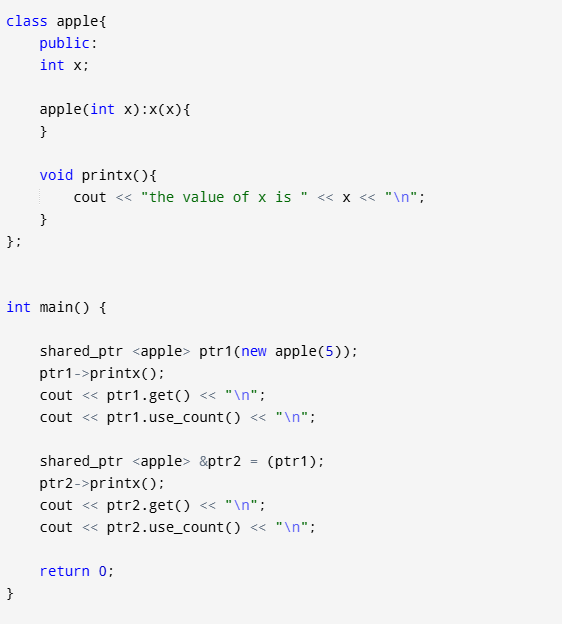 class apple{
    public:
    int x;

    apple(int x):x(x){
    }

    void printx(){
        cout << "the value of x is " << x << "\n";
    }
};


int main() {

    shared_ptr <apple> ptr1(new apple(5));
    ptr1->printx();
    cout << ptr1.get() << "\n";
    cout << ptr1.use_count() << "\n";

    shared_ptr <apple> &ptr2 = (ptr1);
    ptr2->printx();
    cout << ptr2.get() << "\n";
    cout << ptr2.use_count() << "\n";

    return 0;
}